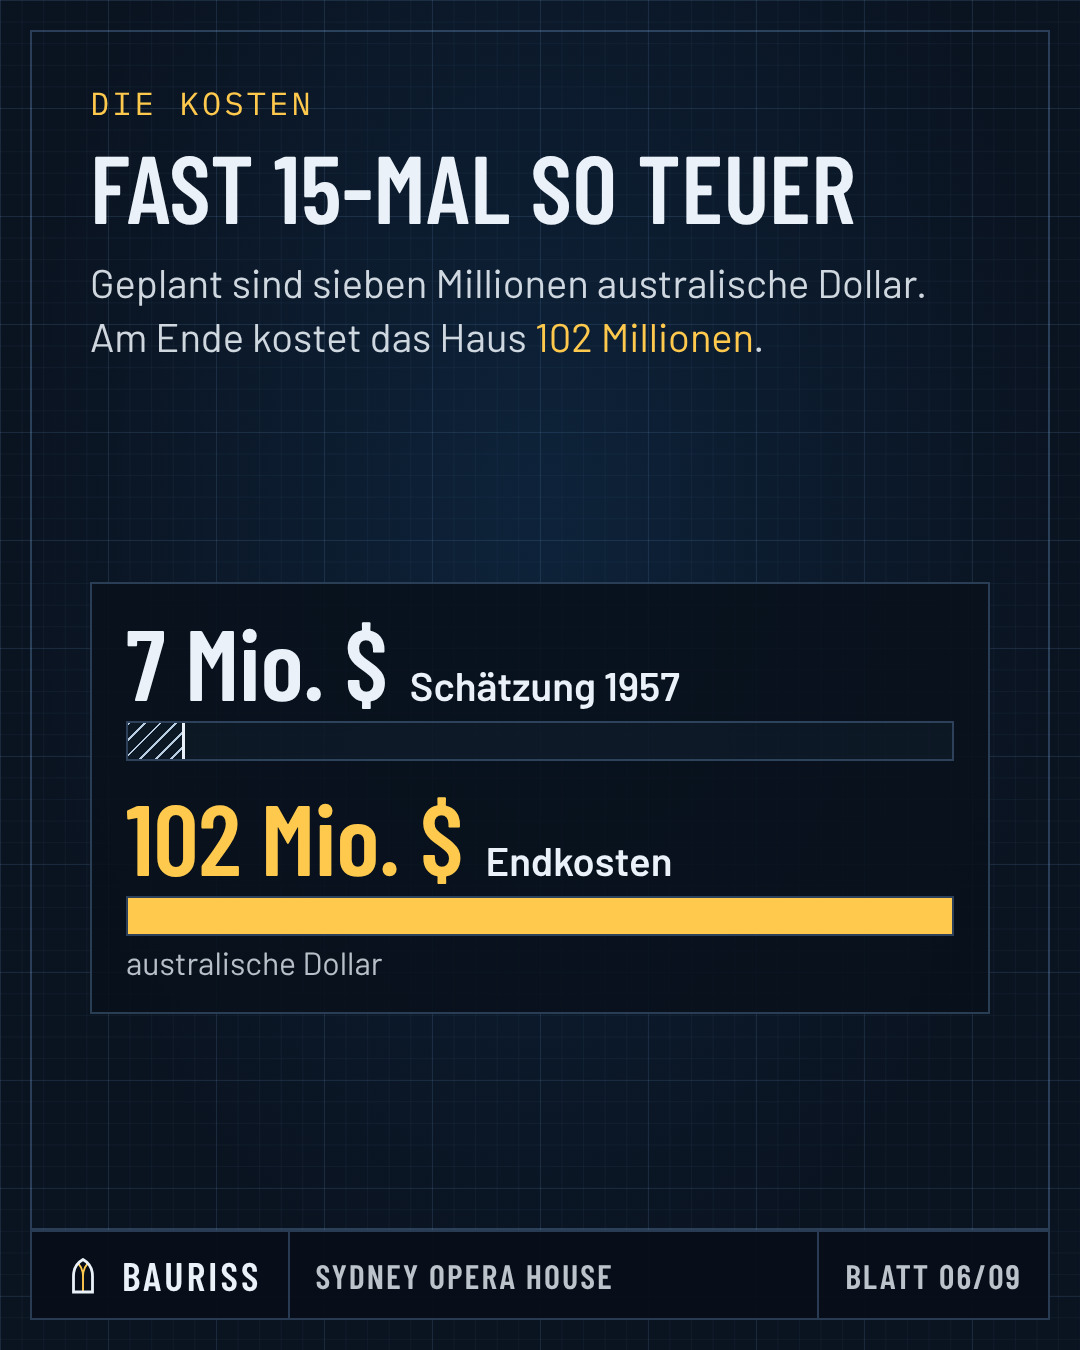 DIE KOSTEN
FAST 15-MAL SO TEUER
Geplant sind sieben Millionen australische Dollar.
Am Ende kostet das Haus 102 Millionen.
7 Mio. $ Schätzung 1957
102 Mio. $ Endkosten
australische Dollar
BAURISS
SYDNEY OPERA HOUSE
BLATT 06/09